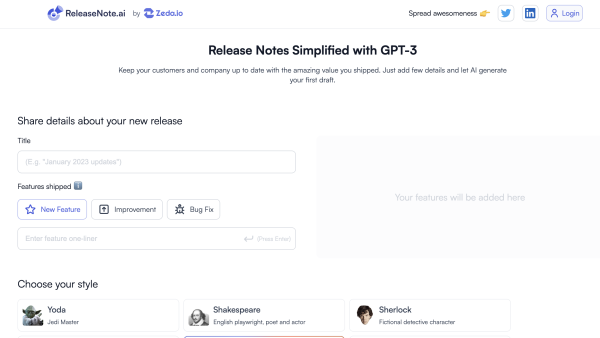 ReleaseNote.ai by Zeda.io Spread awesomeness Login
Release Notes Simplified with GPT-3
Keep your customers and company up to date with the amazing value you shipped. Just add few details and let AI generate
your first draft.
Share details about your new release
Title
(E.g. "January 2023 updates")
Features shipped
New Feature Improvement Bug Fix
Your features will be added here
Enter feature one-liner (Press Enter)
Choose your style
Yoda
Jedi Master
Shakespeare
English playwright, poet and actor
Sherlock
Fictional detective character